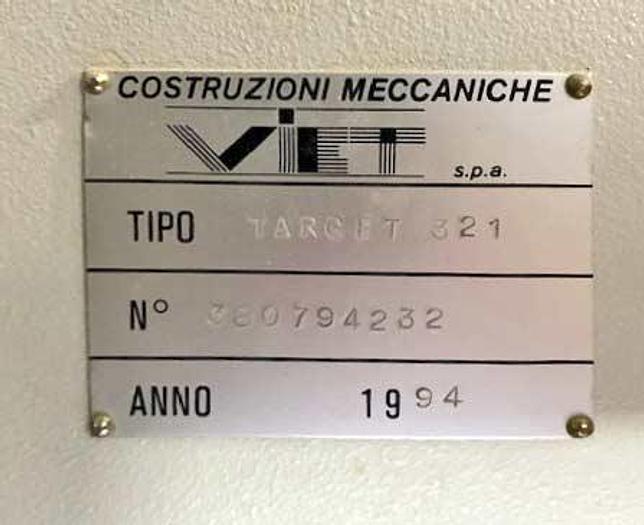 COSTRUZIONI MECCANICHE
VIET s.p.a.
TIPO TARGET 321
N° 380794232
ANNO 1994